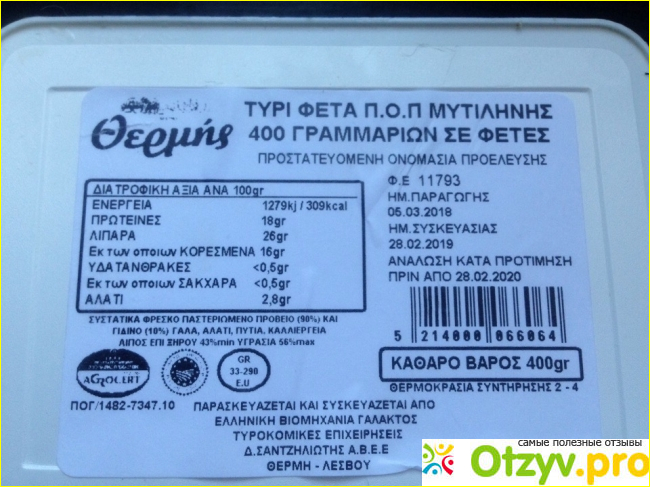 Θερμής
ΤΥΡΙ ΦΕΤΑ Π.Ο.Π ΜΥΤΙΛΗΝΗΣ
400 ΓΡΑΜΜΑΡΙΩΝ ΣΕ ΦΕΤΕΣ
ΠΡΟΣΤΑΤΕΥΟΜΕΝΗ ΟΝΟΜΑΣΙΑ ΠΡΟΕΛΕΥΣΗΣ
ΔΙΑΤΡΟΦΙΚΗ ΑΞΙΑ ΑΝΑ 100gr
ΕΝΕΡΓΕΙΑ 1279kj / 309kcal
ΠΡΩΤΕΙΝΕΣ 18gr
ΛΙΠΑΡΑ 26gr
Εκ των οποιων ΚΟΡΕΣΜΕΝΑ 16gr
ΥΔΑΤΑΝΘΡΑΚΕΣ <0,5gr
Εκ των οποιων ΣΑΚΧΑΡΑ <0,5gr
ΑΛΑΤΙ 2,8gr
Φ.Ε 11793
ΗΜ.ΠΑΡΑΓΩΓΗΣ
05.03.2018
ΗΜ.ΣΥΣΚΕΥΑΣΙΑΣ
28.02.2019
ΑΝΑΛΩΣΗ ΚΑΤΑ ΠΡΟΤΙΜΗΣΗ
ΠΡΙΝ ΑΠΟ 28.02.2020
5 214000 066064
ΣΥΣΤΑΤΙΚΑ ΦΡΕΣΚΟ ΠΑΣΤΕΡΙΩΜΕΝΟ ΠΡΟΒΕΙΟ (90%) ΚΑΙ
ΓΙΔΙΝΟ (10%) ΓΑΛΑ, ΑΛΑΤΙ, ΠΥΤΙΑ, ΚΑΛΛΙΕΡΓΕΙΑ
ΛΙΠΟΣ ΕΠΙ ΞΗΡΟΥ 43%min ΥΓΡΑΣΙΑ 56%max
AGROCERT
GR
33-290
E.U
ΚΑΘΑΡΟ ΒΑΡΟΣ 400gr
ΘΕΡΜΟΚΡΑΣΙΑ ΣΥΝΤΗΡΗΣΗΣ 2 - 4
ΠΟΓ/1482-7347.10
ΠΑΡΑΣΚΕΥΑΖΕΤΑΙ ΚΑΙ ΣΥΣΚΕΥΑΖΕΤΑΙ ΑΠΟ
ΕΛΛΗΝΙΚΗ ΒΙΟΜΗΧΑΝΙΑ ΓΑΛΑΚΤΟΣ
ΤΥΡΟΚΟΜΙΚΕΣ ΕΠΙΧΕΙΡΗΣΕΙΣ
Δ.ΣΑΝΤΖΗΛΙΩΤΗΣ Α.Β.Ε.Ε
ΘΕΡΜΗ - ΛΕΣΒΟΥ
самые полезные отзывы
Otzyv.pro